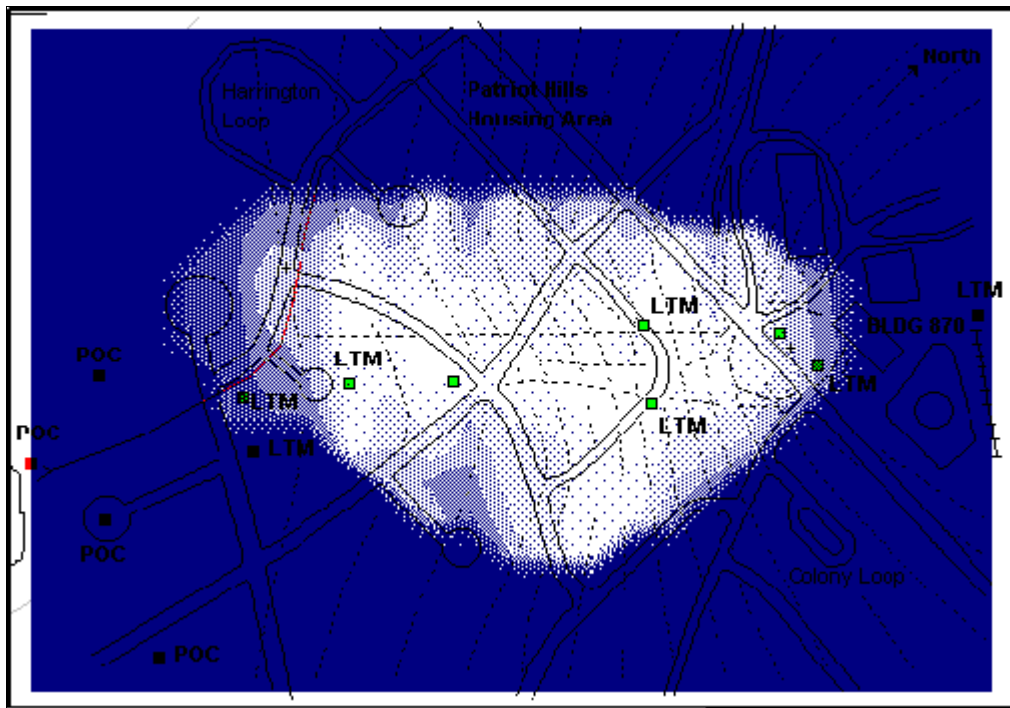 North
Harrington
Loop
Patriot Hills
Housing Area
LTM
LTM
BLDG 870
POC
LTM
LTM
LTM
LTM
POC
LTM
POC
Colony Loop
POC